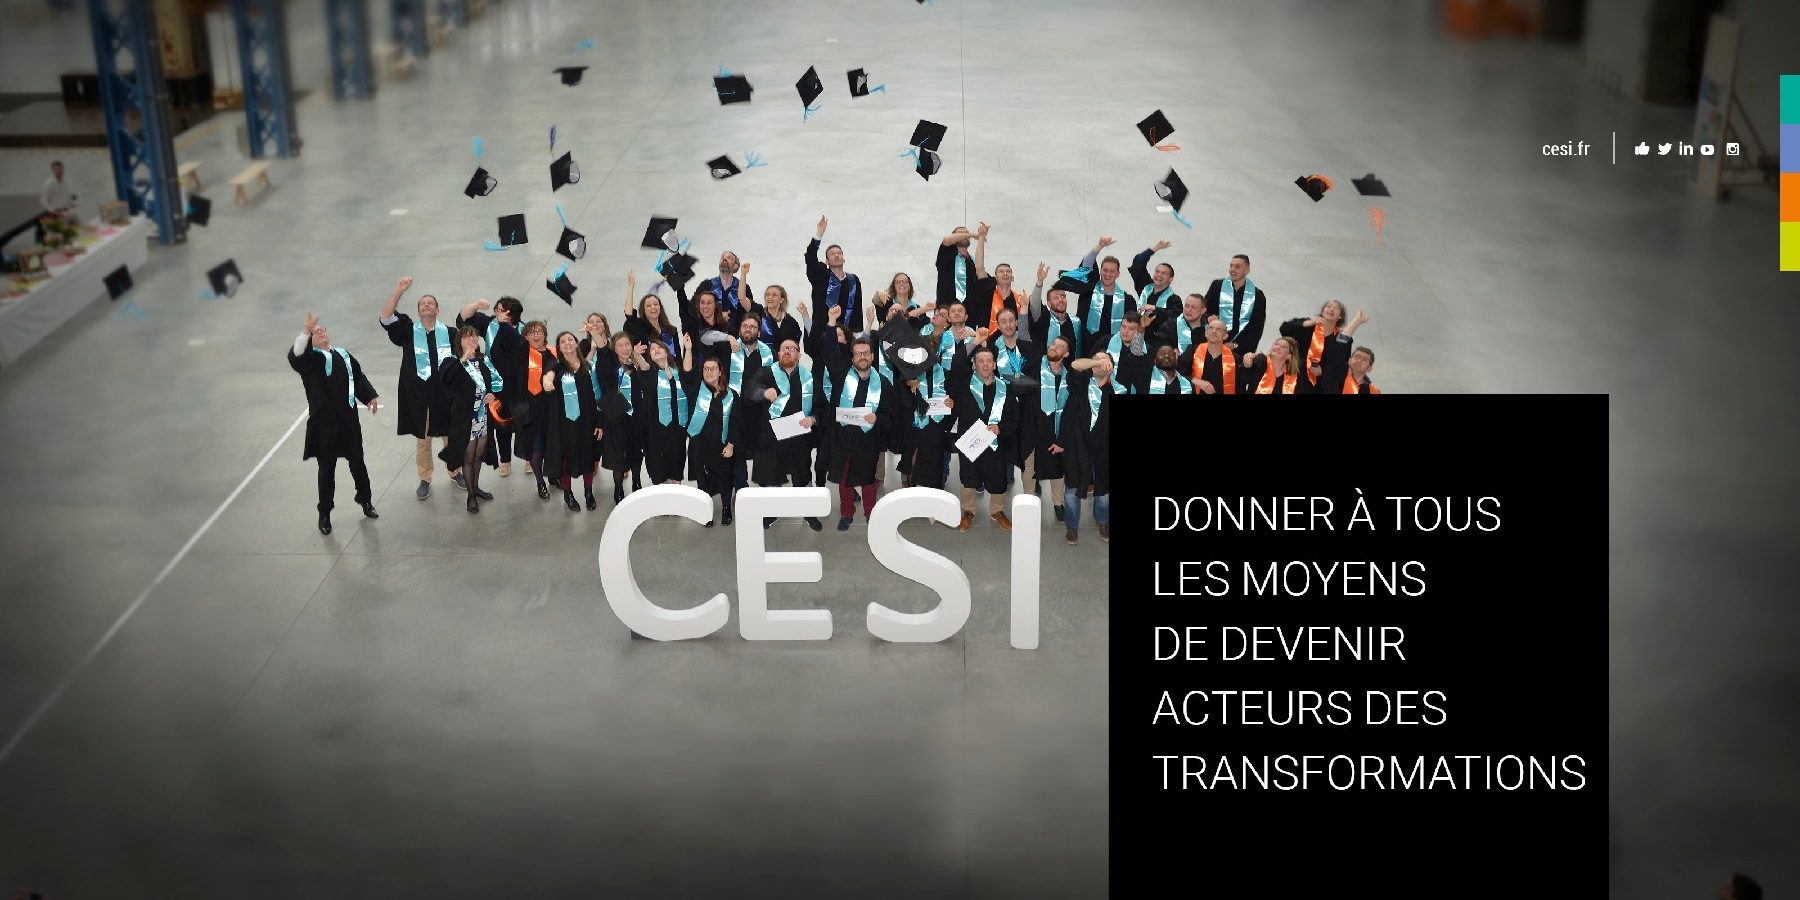 cesi.fr
CESI
DONNER À TOUS
LES MOYENS
DE DEVENIR
ACTEURS DES
TRANSFORMATIONS